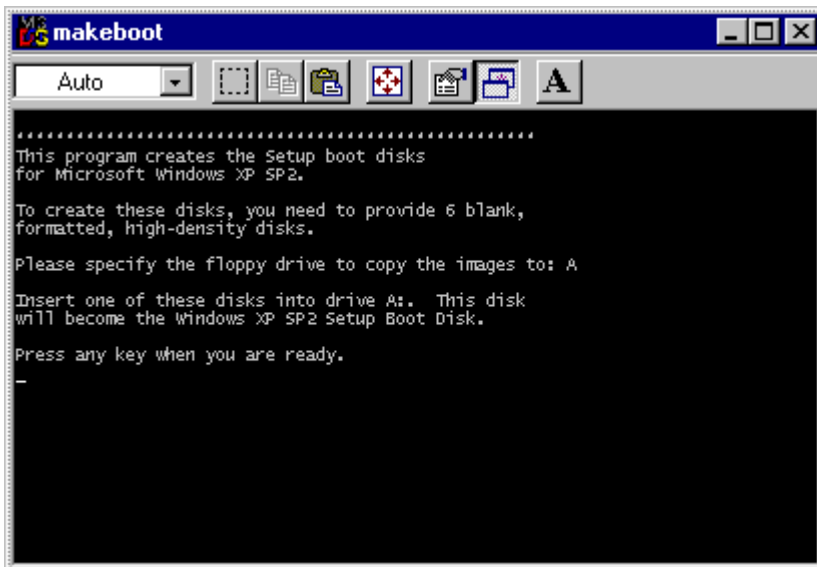 makeboot
Auto
A
This program creates the Setup boot disks
for Microsoft Windows XP SP2.
To create these disks, you need to provide 6 blank,
formatted, high-density disks.
Please specify the floppy drive to copy the images to: A
Insert one of these disks into drive A:.  This disk
will become the Windows XP SP2 Setup Boot Disk.
Press any key when you are ready.